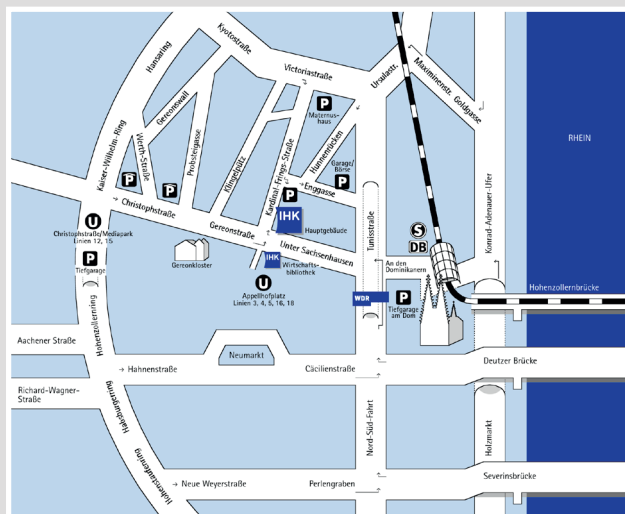 Kyotostraße
Hansaring
Victoriastraße
Ursulastr.
Maximinenstr.
Goldgasse
Gereonswall
P
Maternus-
haus
Kaiser-Wilhelm-Ring
Werth-Straße
Probsteigasse
Klingelpütz
Kardinal-Frings-Straße
Hunnenrücken
RHEIN
Garage/
Börse
P
P
P
→ Enggasse
P
Konrad-Adenauer-Ufer
→ Christophstraße
IHK
Hauptgebäude
U
Christophstraße/Mediapark
Linien 12, 15
Gereonstraße
Tunisstraße
S
DB
P
Tiefgarage
Gereonkloster
Unter Sachsenhausen
IHK
Wirtschafts-
bibliothek
An den
Dominikanern
U
Appellhofplatz
Linien 3, 4, 5, 16, 18
WDR
P
Tiefgarage
am Dom
Hohenzollernbrücke
Hohenzollernring
Aachener Straße
Neumarkt
→ Hahnenstraße
Cäcilienstraße
Deutzer Brücke
Richard-Wagner-
Straße
Habsburgerring
Nord-Süd-Fahrt
Holzmarkt
Hohenstaufenring
→ Neue Weyerstraße
Perlengraben
Severinsbrücke